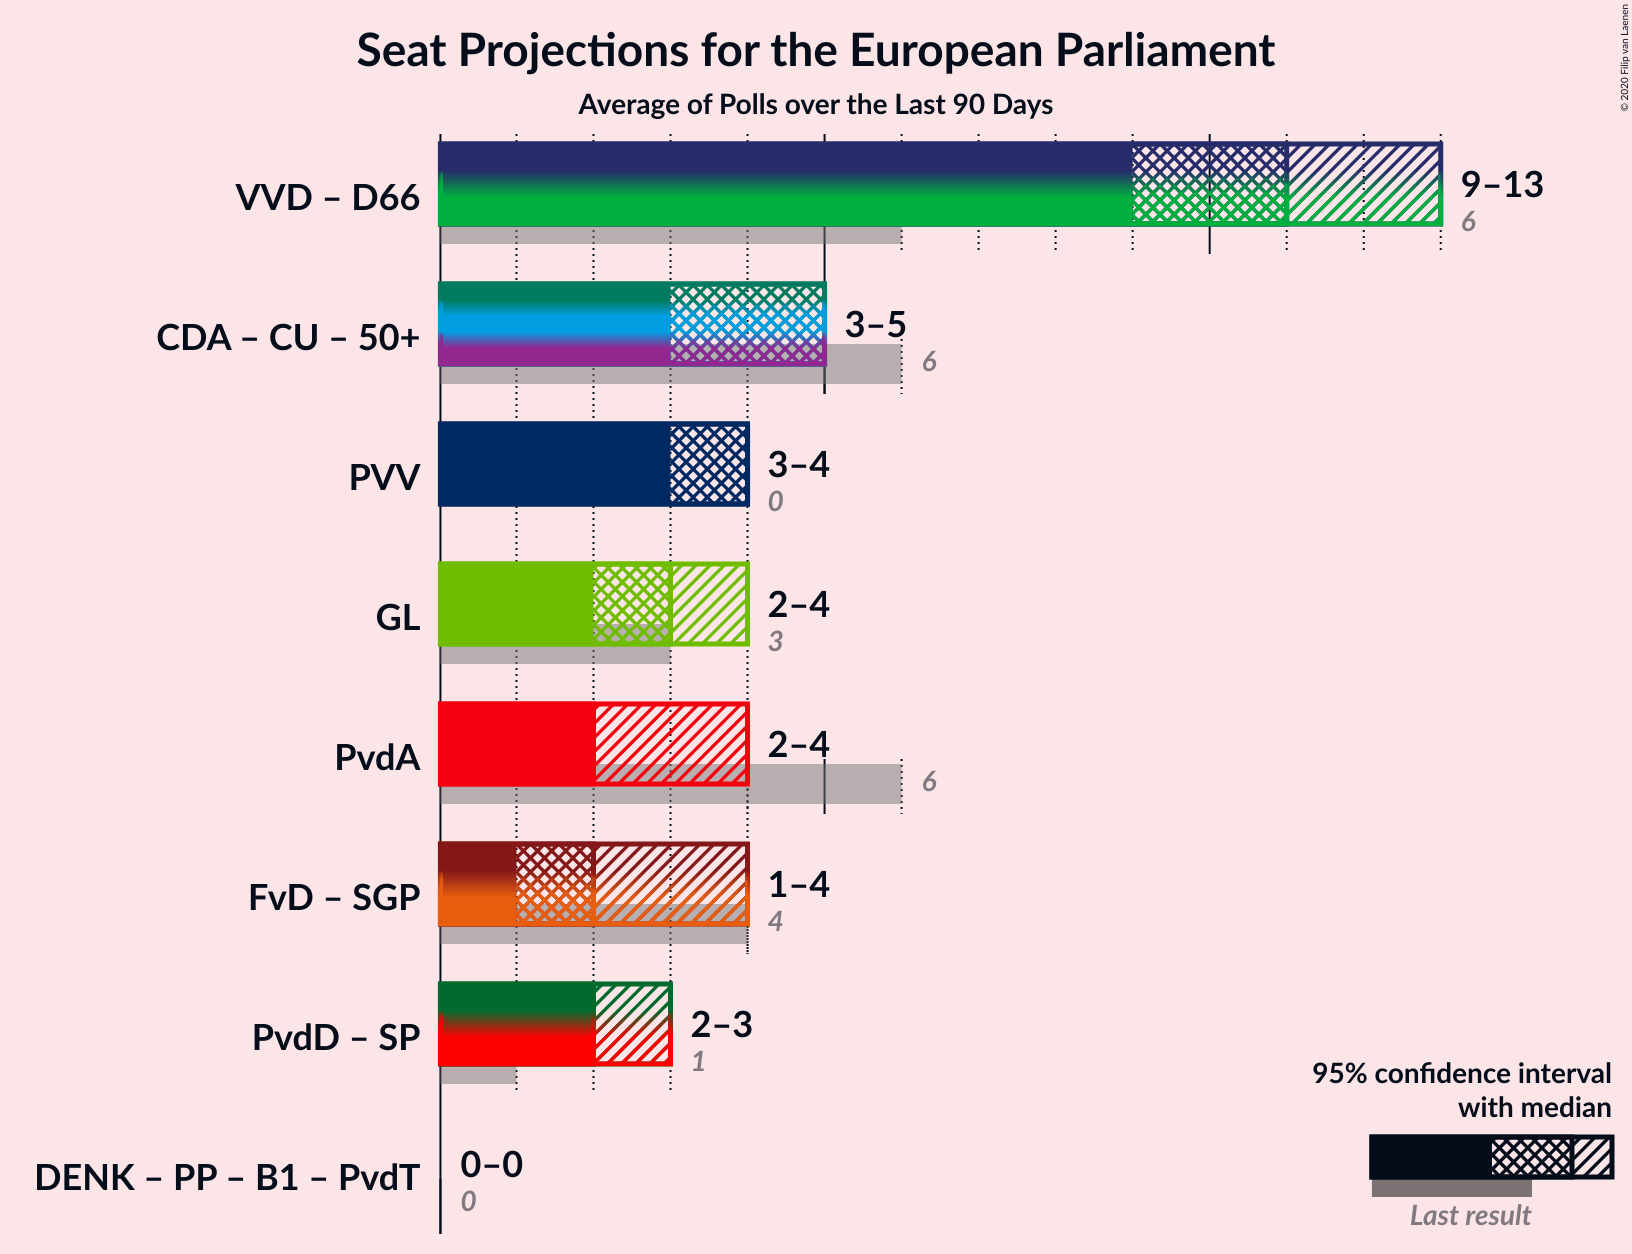 Seat Projections for the European Parliament
Average of Polls over the Last 90 Days
© 2020 Filip van Laenen
VVD – D66
9–13
6
CDA – CU – 50+
3–5
6
PVV
3–4
0
GL
2–4
3
PvdA
2–4
6
FvD – SGP
1–4
4
PvdD – SP
2–3
1
DENK – PP – B1 – PvdT
0–0
0
95% confidence interval
with median
Last result